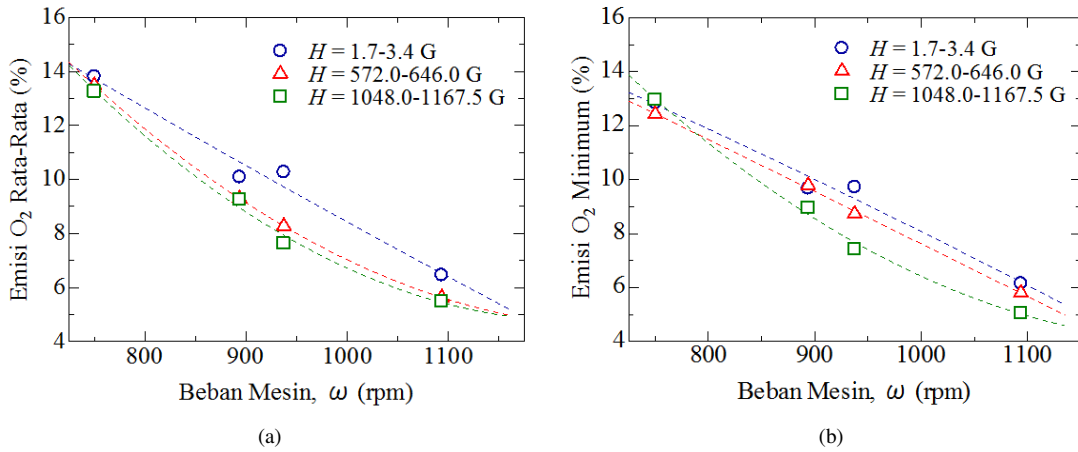 Emisi O₂ Rata-Rata (%)
16
14
12
10
8
6
4
H = 1.7-3.4 G
H = 572.0-646.0 G
H = 1048.0-1167.5 G
800 900 1000 1100
Beban Mesin, ω (rpm)
(a)
Emisi O₂ Minimum (%)
16
14
12
10
8
6
4
H = 1.7-3.4 G
H = 572.0-646.0 G
H = 1048.0-1167.5 G
800 900 1000 1100
Beban Mesin, ω (rpm)
(b)